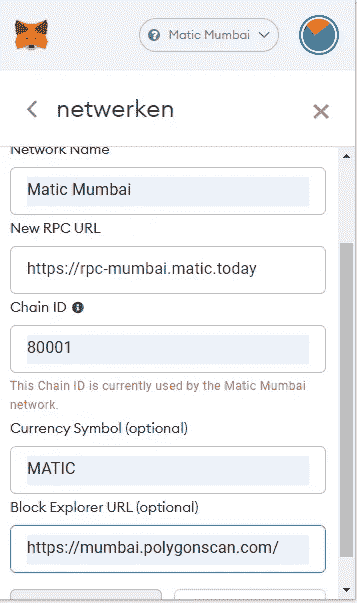 Matic Mumbai
netwerken
Network Name
Matic Mumbai
New RPC URL
https://rpc-mumbai.matic.today
Chain ID
80001
This Chain ID is currently used by the Matic Mumbai
network.
Currency Symbol (optional)
MATIC
Block Explorer URL (optional)
https://mumbai.polygonscan.com/